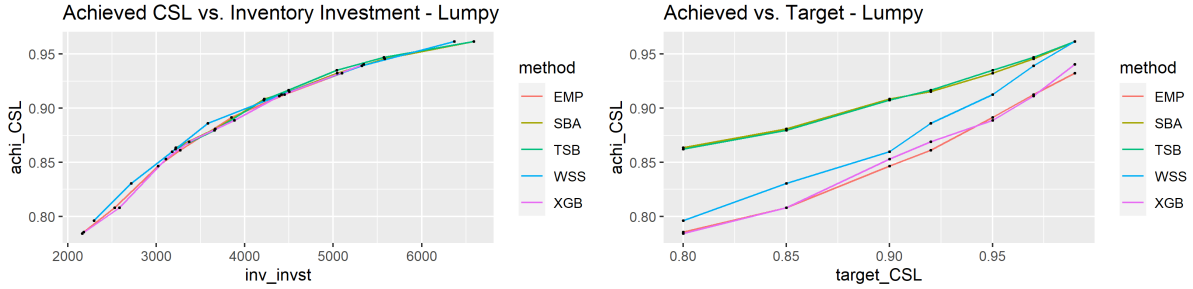 Achieved CSL vs. Inventory Investment - Lumpy
achi_CSL
0.95
0.90
0.85
0.80
2000 3000 4000 5000 6000
inv_invst
method
EMP
SBA
TSB
WSS
XGB
Achieved vs. Target - Lumpy
achi_CSL
0.95
0.90
0.85
0.80
0.80 0.85 0.90 0.95
target_CSL
method
EMP
SBA
TSB
WSS
XGB